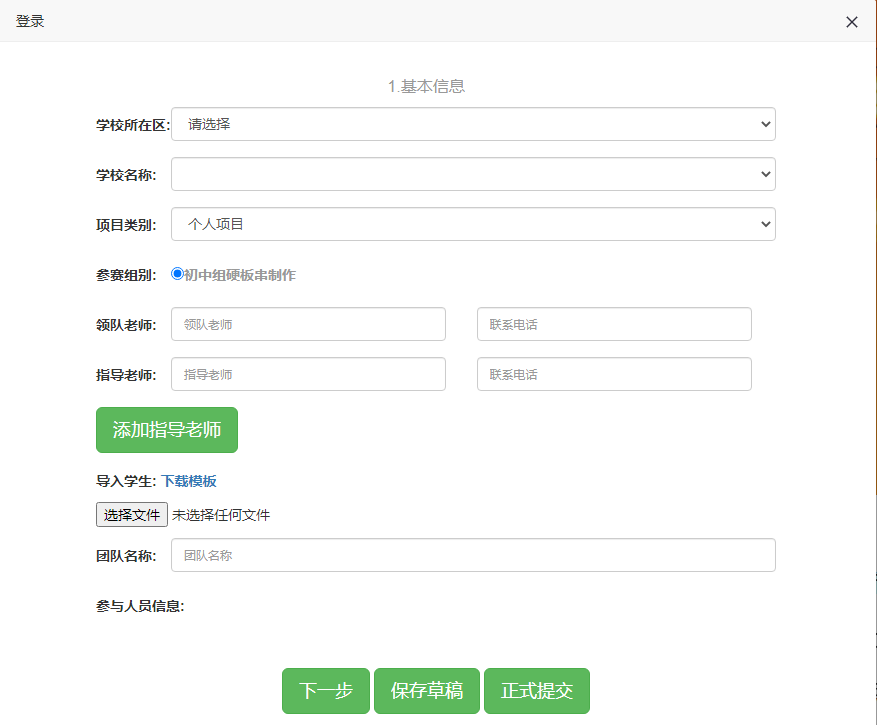 登录
1.基本信息
学校所在区: 请选择
学校名称:
项目类别: 个人项目
参赛组别: 初中组硬板串制作
领队老师: 领队老师 联系电话
指导老师: 指导老师 联系电话
添加指导老师
导入学生: 下载模板
选择文件 未选择任何文件
团队名称: 团队名称
参与人员信息:
下一步 保存草稿 正式提交